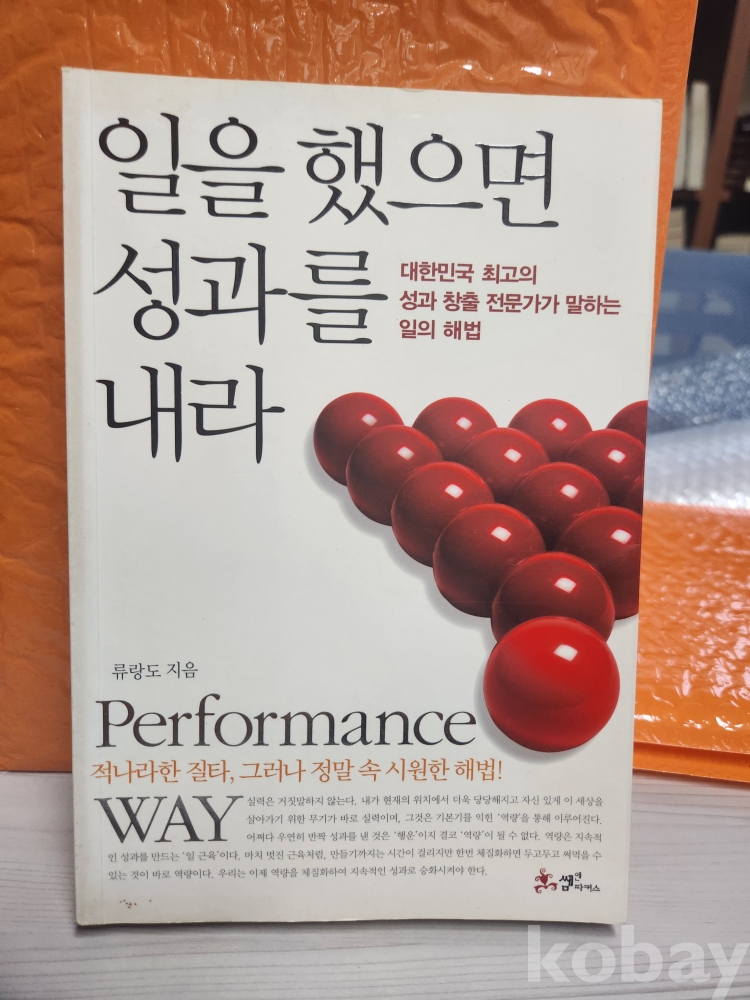 일을 했으면
성과를
내라
대한민국 최고의
성과 창출 전문가가 말하는
일의 해법
류랑도 지음
Performance
적나라한 질타, 그러나 정말 속 시원한 해법!
WAY
실력은 거짓말하지 않는다. 내가 현재의 위치에서 더욱 당당해지고 자신 있게 이 세상을
살아가기 위한 무기가 바로 실력이며, 그것은 기본기를 익힌 '역량'을 통해 이루어진다.
어쩌다 우연히 반짝 성과를 낸 것은 '행운'이지 결코 '역량'이 될 수 없다. 역량은 지속적
인 성과를 만드는 '일 근육'이다. 마치 멋진 근육처럼, 만들기까지는 시간이 걸리지만 한번 체질화하면 두고두고 써먹을 수
있는 것이 바로 역량이다. 우리는 이제 역량을 체질화하여 지속적인 성과로 승화시켜야 한다.
쌤앤파커스
kobay